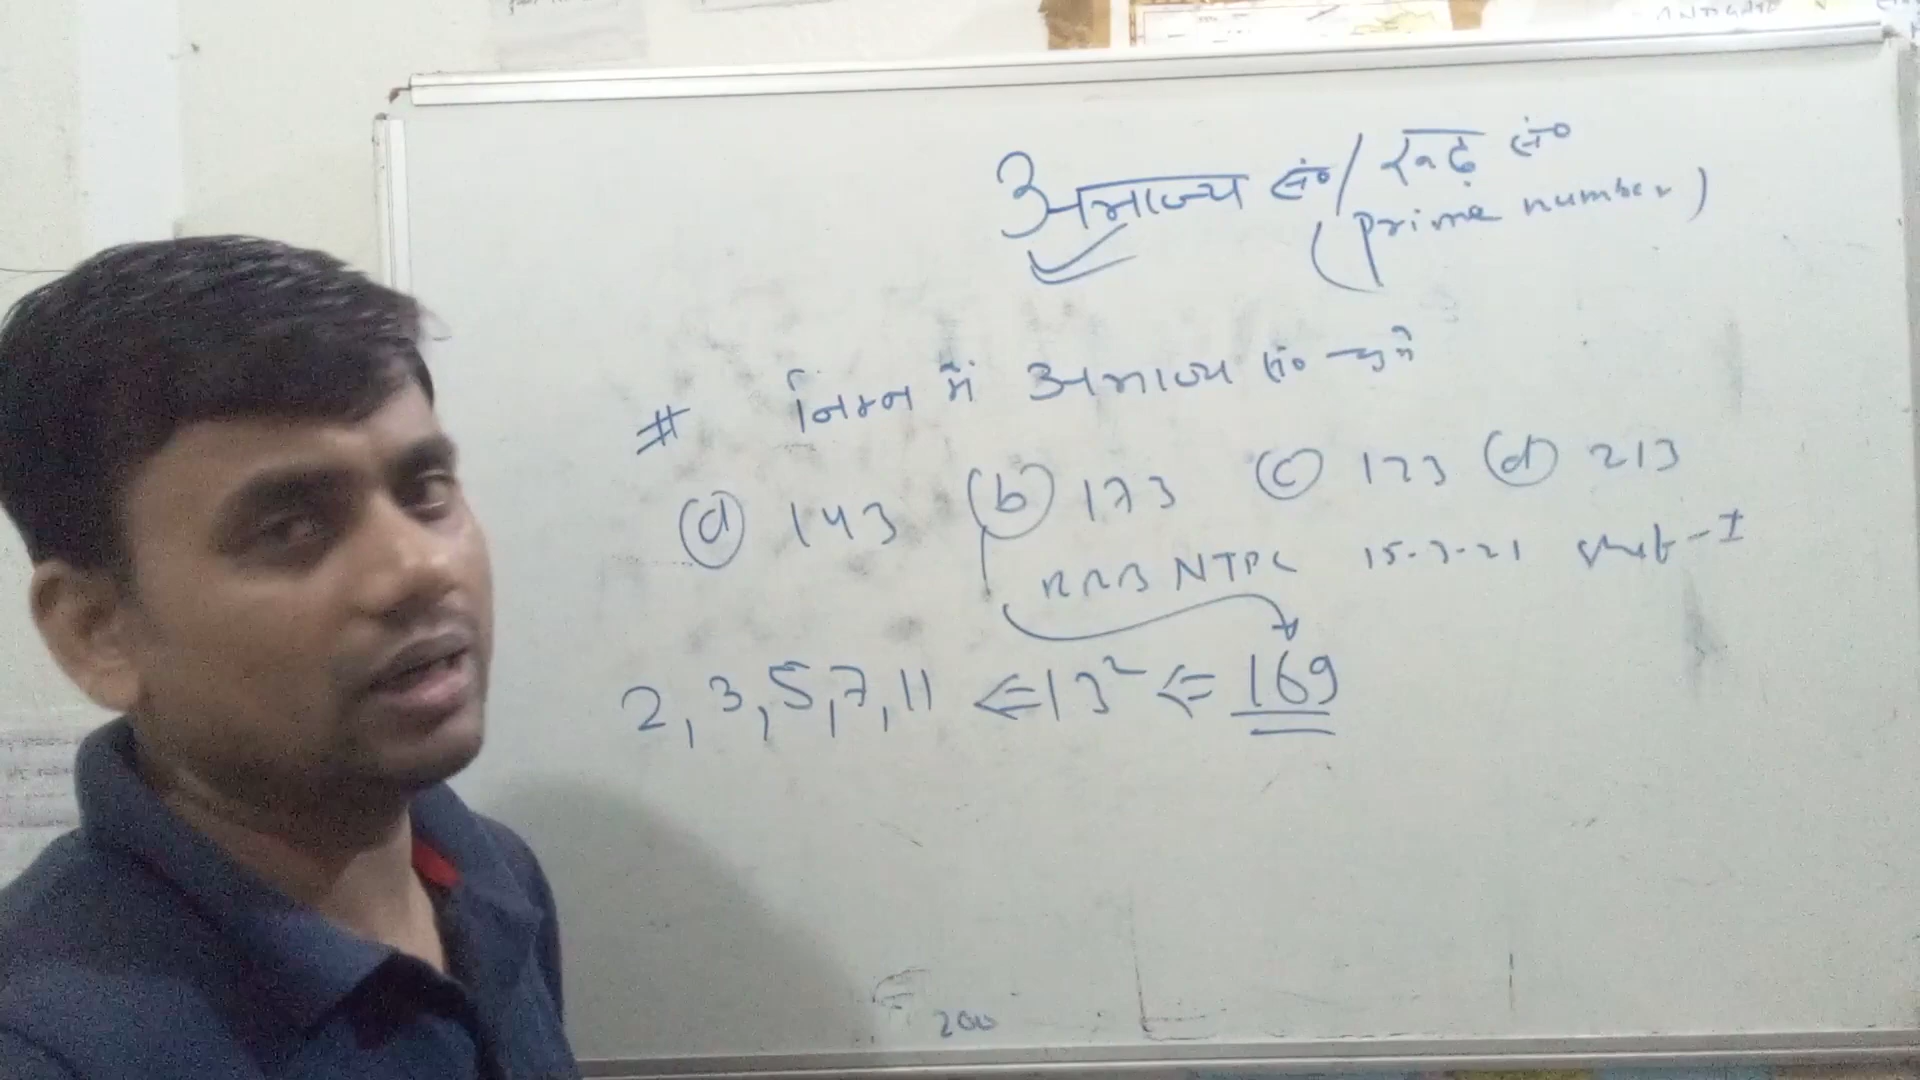 अभाज्य सं०/रूढ़ सं०
(prime number)
# निम्न में अभाज्य सं० चुने
(a) 143 (b) 173 (c) 123 (d) 213
RRB NTPC 15-3-21 shift-I
2, 3, 5, 7, 11 ⇐ 13² ⇐ 169
200